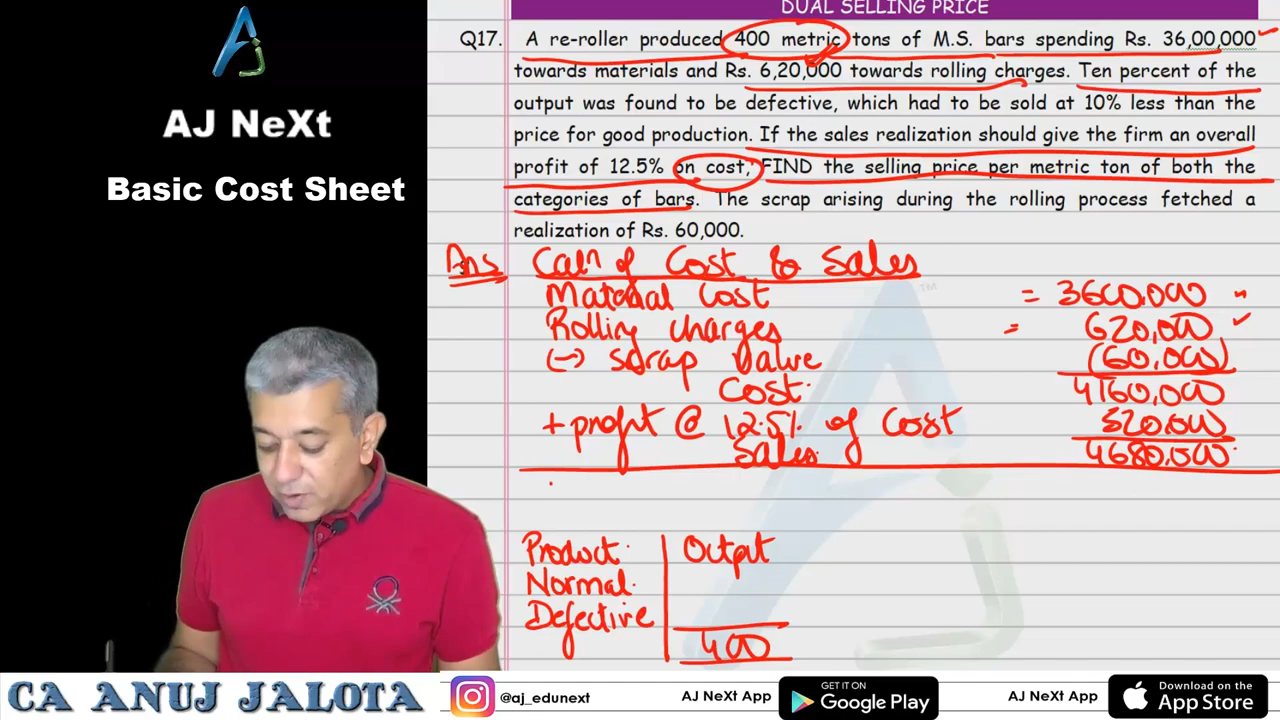 DUAL SELLING PRICE
AJ NeXt
Basic Cost Sheet
Q17. A re-roller produced 400 metric tons of M.S. bars spending Rs. 36,00,000
towards materials and Rs. 6,20,000 towards rolling charges. Ten percent of the
output was found to be defective, which had to be sold at 10% less than the
price for good production. If the sales realization should give the firm an overall
profit of 12.5% on cost, FIND the selling price per metric ton of both the
categories of bars. The scrap arising during the rolling process fetched a
realization of Rs. 60,000.
Ans Calⁿ of Cost & Sales
Material Cost = 3600,000
Rolling charges = 620,000
(-) Scrap Value (60,000)
Cost 4160,000
+ profit @ 12.5% of Cost 520,000
Sales 4680,000
Product Output
Normal
Defective
400
CA ANUJ JALOTA
@aj_edunext
AJ NeXt App
GET IT ON
Google Play
AJ NeXt App
Download on the
App Store
TM